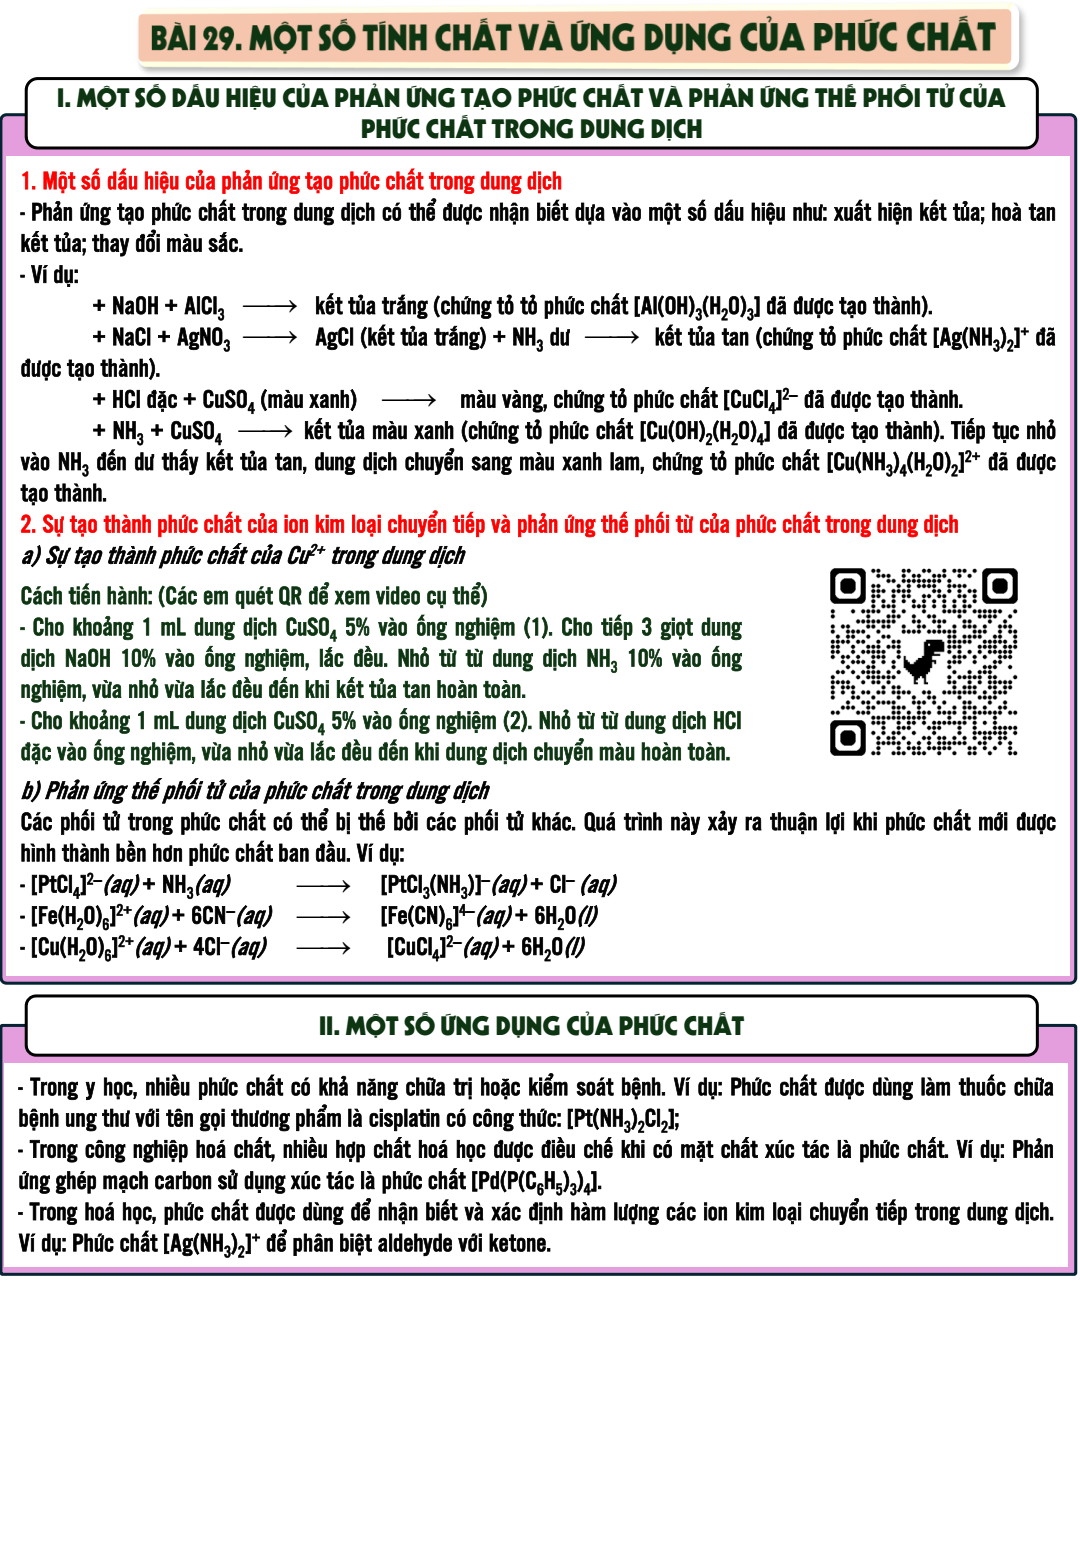 BÀI 29. MỘT SỐ TÍNH CHẤT VÀ ỨNG DỤNG CỦA PHỨC CHẤT
I. MỘT SỐ DẤU HIỆU CỦA PHẢN ỨNG TẠO PHỨC CHẤT VÀ PHẢN ỨNG THẾ PHỐI TỬ CỦA
PHỨC CHẤT TRONG DUNG DỊCH
1. Một số dấu hiệu của phản ứng tạo phức chất trong dung dịch
- Phản ứng tạo phức chất trong dung dịch có thể được nhận biết dựa vào một số dấu hiệu như: xuất hiện kết tủa; hoà tan
kết tủa; thay đổi màu sắc.
- Ví dụ:
+ NaOH + AlCl₃ ⟶ kết tủa trắng (chứng tỏ tỏ phức chất [Al(OH)₃(H₂O)₃] đã được tạo thành).
+ NaCl + AgNO₃ ⟶ AgCl (kết tủa trắng) + NH₃ dư ⟶ kết tủa tan (chứng tỏ phức chất [Ag(NH₃)₂]⁺ đã
được tạo thành).
+ HCl đặc + CuSO₄ (màu xanh) ⟶ màu vàng, chứng tỏ phức chất [CuCl₄]²⁻ đã được tạo thành.
+ NH₃ + CuSO₄ ⟶ kết tủa màu xanh (chứng tỏ phức chất [Cu(OH)₂(H₂O)₄] đã được tạo thành). Tiếp tục nhỏ
vào NH₃ đến dư thấy kết tủa tan, dung dịch chuyển sang màu xanh lam, chứng tỏ phức chất [Cu(NH₃)₄(H₂O)₂]²⁺ đã được
tạo thành.
2. Sự tạo thành phức chất của ion kim loại chuyển tiếp và phản ứng thế phối từ của phức chất trong dung dịch
a) Sự tạo thành phức chất của Cu²⁺ trong dung dịch
Cách tiến hành: (Các em quét QR để xem video cụ thể)
- Cho khoảng 1 mL dung dịch CuSO₄ 5% vào ống nghiệm (1). Cho tiếp 3 giọt dung
dịch NaOH 10% vào ống nghiệm, lắc đều. Nhỏ từ từ dung dịch NH₃ 10% vào ống
nghiệm, vừa nhỏ vừa lắc đều đến khi kết tủa tan hoàn toàn.
- Cho khoảng 1 mL dung dịch CuSO₄ 5% vào ống nghiệm (2). Nhỏ từ từ dung dịch HCl
đặc vào ống nghiệm, vừa nhỏ vừa lắc đều đến khi dung dịch chuyển màu hoàn toàn.
b) Phản ứng thế phối tử của phức chất trong dung dịch
Các phối tử trong phức chất có thể bị thế bởi các phối tử khác. Quá trình này xảy ra thuận lợi khi phức chất mới được
hình thành bền hơn phức chất ban đầu. Ví dụ:
- [PtCl₄]²⁻(aq) + NH₃(aq) ⟶ [PtCl₃(NH₃)]⁻(aq) + Cl⁻ (aq)
- [Fe(H₂O)₆]²⁺(aq) + 6CN⁻(aq) ⟶ [Fe(CN)₆]⁴⁻(aq) + 6H₂O(l)
- [Cu(H₂O)₆]²⁺(aq) + 4Cl⁻(aq) ⟶ [CuCl₄]²⁻(aq) + 6H₂O(l)
II. MỘT SỐ ỨNG DỤNG CỦA PHỨC CHẤT
- Trong y học, nhiều phức chất có khả năng chữa trị hoặc kiểm soát bệnh. Ví dụ: Phức chất được dùng làm thuốc chữa
bệnh ung thư với tên gọi thương phẩm là cisplatin có công thức: [Pt(NH₃)₂Cl₂];
- Trong công nghiệp hoá chất, nhiều hợp chất hoá học được điều chế khi có mặt chất xúc tác là phức chất. Ví dụ: Phản
ứng ghép mạch carbon sử dụng xúc tác là phức chất [Pd(P(C₆H₅)₃)₄].
- Trong hoá học, phức chất được dùng để nhận biết và xác định hàm lượng các ion kim loại chuyển tiếp trong dung dịch.
Ví dụ: Phức chất [Ag(NH₃)₂]⁺ để phân biệt aldehyde với ketone.